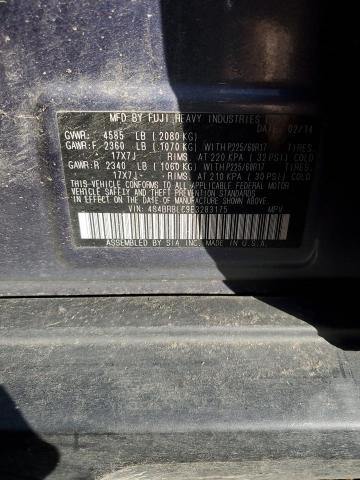 MFD BY FUJI HEAVY INDUSTRIES
DATE: 02/14
GVWR: 4585 LB (2080 KG)
GAWR:F 2360 LB (1070 KG) WITH P225/60R17 TIRES,
17X7J RIMS, AT 220 KPA (32 PSI) COLD
GAWR:R 2340 LB (1060 KG) WITH P225/60R17 TIRES,
17X7J RIMS, AT 210 KPA (30 PSI) COLD
THIS VEHICLE CONFORMS TO ALL APPLICABLE FEDERAL MOTOR
VEHICLE SAFETY, BUMPER, AND THEFT PREVENTION STANDARDS
IN EFFECT ON THE DATE OF MANUFACTURE SHOWN ABOVE.
VIN: 4S4BRBLC9E3283175 MPV
ASSEMBLED BY SIA INC. IN U.S.A.